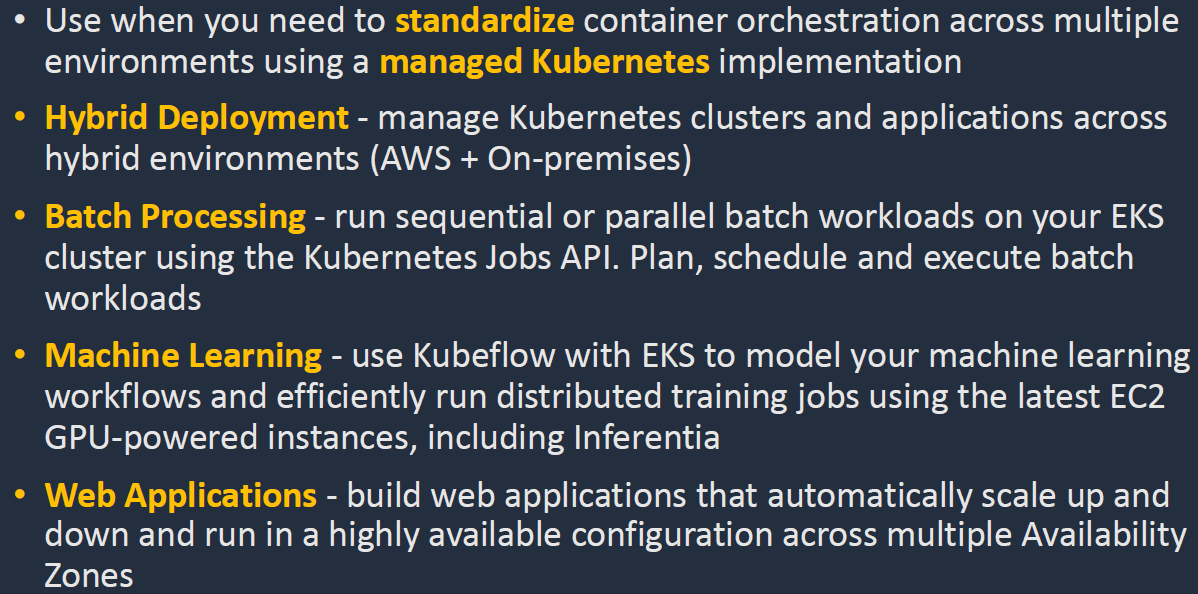 • Use when you need to standardize container orchestration across multiple
environments using a managed Kubernetes implementation
• Hybrid Deployment - manage Kubernetes clusters and applications across
hybrid environments (AWS + On-premises)
• Batch Processing - run sequential or parallel batch workloads on your EKS
cluster using the Kubernetes Jobs API. Plan, schedule and execute batch
workloads
• Machine Learning - use Kubeflow with EKS to model your machine learning
workflows and efficiently run distributed training jobs using the latest EC2
GPU-powered instances, including Inferentia
• Web Applications - build web applications that automatically scale up and
down and run in a highly available configuration across multiple Availability
Zones